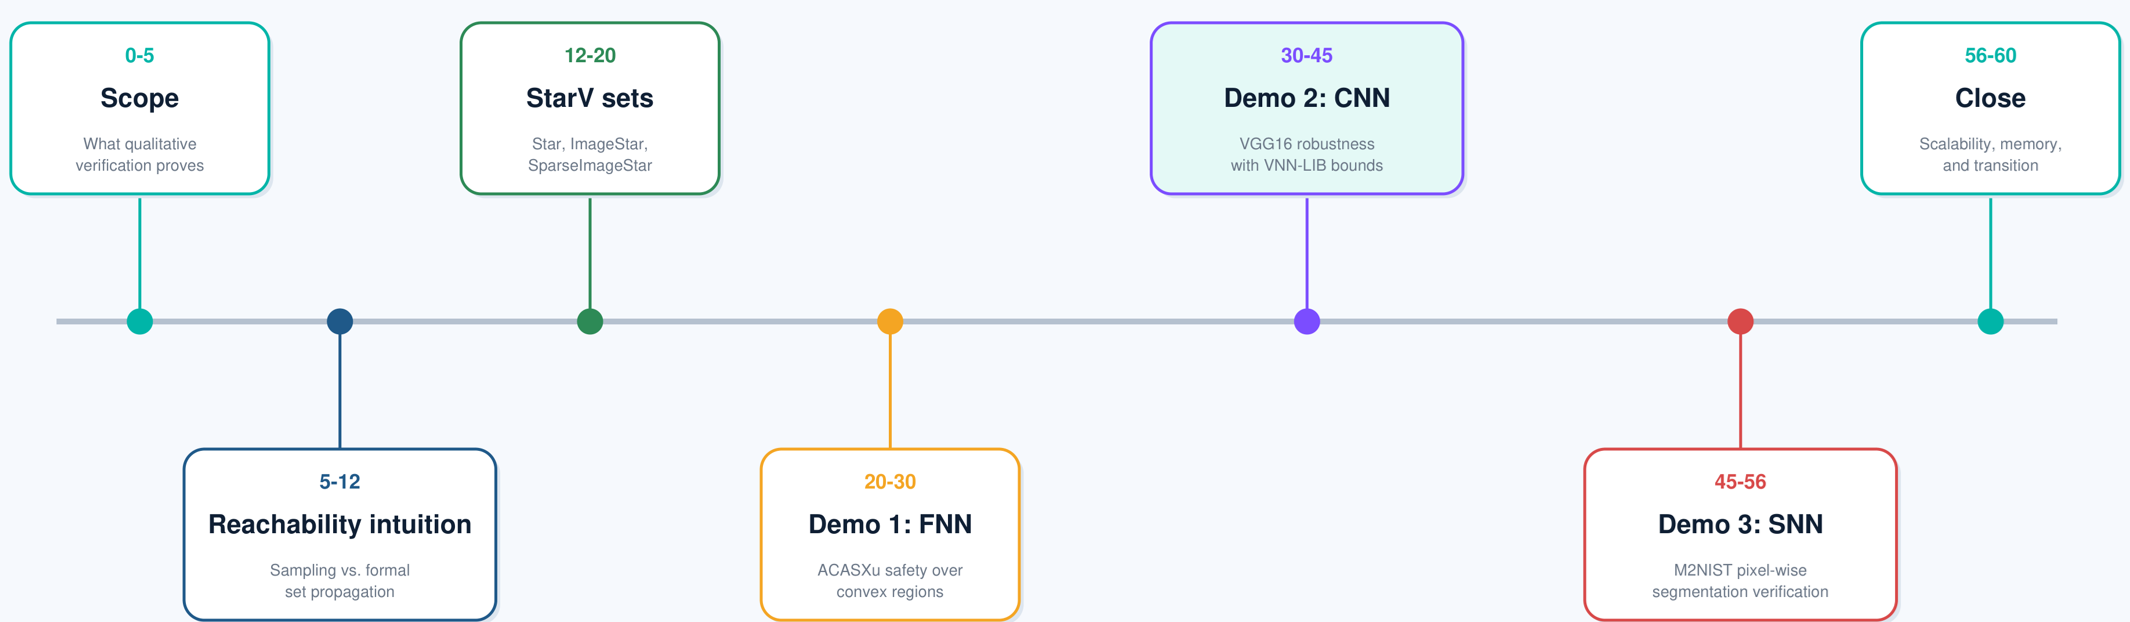 0-5
Scope
What qualitative
verification proves
5-12
Reachability intuition
Sampling vs. formal
set propagation
12-20
StarV sets
Star, ImageStar,
SparseImageStar
20-30
Demo 1: FNN
ACASXu safety over
convex regions
30-45
Demo 2: CNN
VGG16 robustness
with VNN-LIB bounds
45-56
Demo 3: SNN
M2NIST pixel-wise
segmentation verification
56-60
Close
Scalability, memory,
and transition